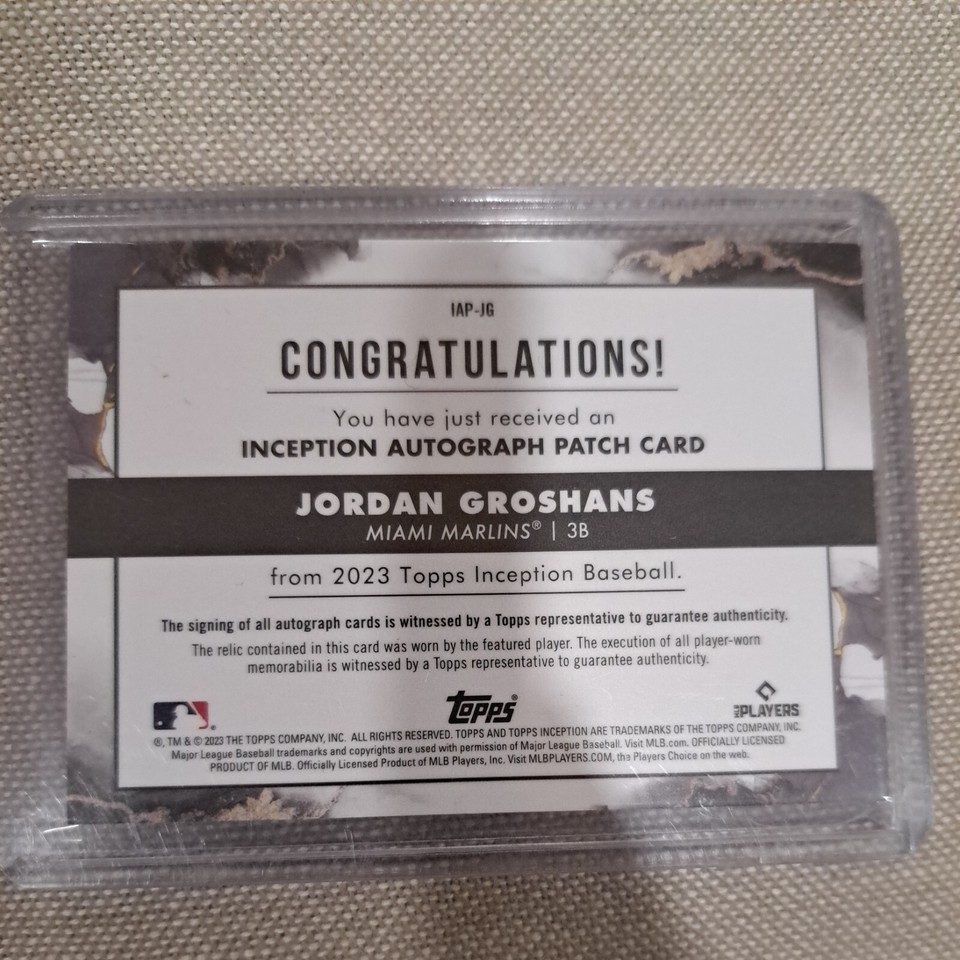 IAP-JG
CONGRATULATIONS!
You have just received an
INCEPTION AUTOGRAPH PATCH CARD
JORDAN GROSHANS
MIAMI MARLINS® | 3B
from 2023 Topps Inception Baseball.
The signing of all autograph cards is witnessed by a Topps representative to guarantee authenticity.
The relic contained in this card was worn by the featured player. The execution of all player-worn
memorabilia is witnessed by a Topps representative to guarantee authenticity.
topps®
MLB PLAYERS
®, TM & © 2023 THE TOPPS COMPANY, INC. ALL RIGHTS RESERVED. TOPPS AND TOPPS INCEPTION ARE TRADEMARKS OF THE TOPPS COMPANY, INC.
Major League Baseball trademarks and copyrights are used with permission of Major League Baseball. Visit MLB.com. OFFICIALLY LICENSED
PRODUCT OF MLB. Officially Licensed Product of MLB Players, Inc. Visit MLBPLAYERS.COM, the Players Choice on the web.